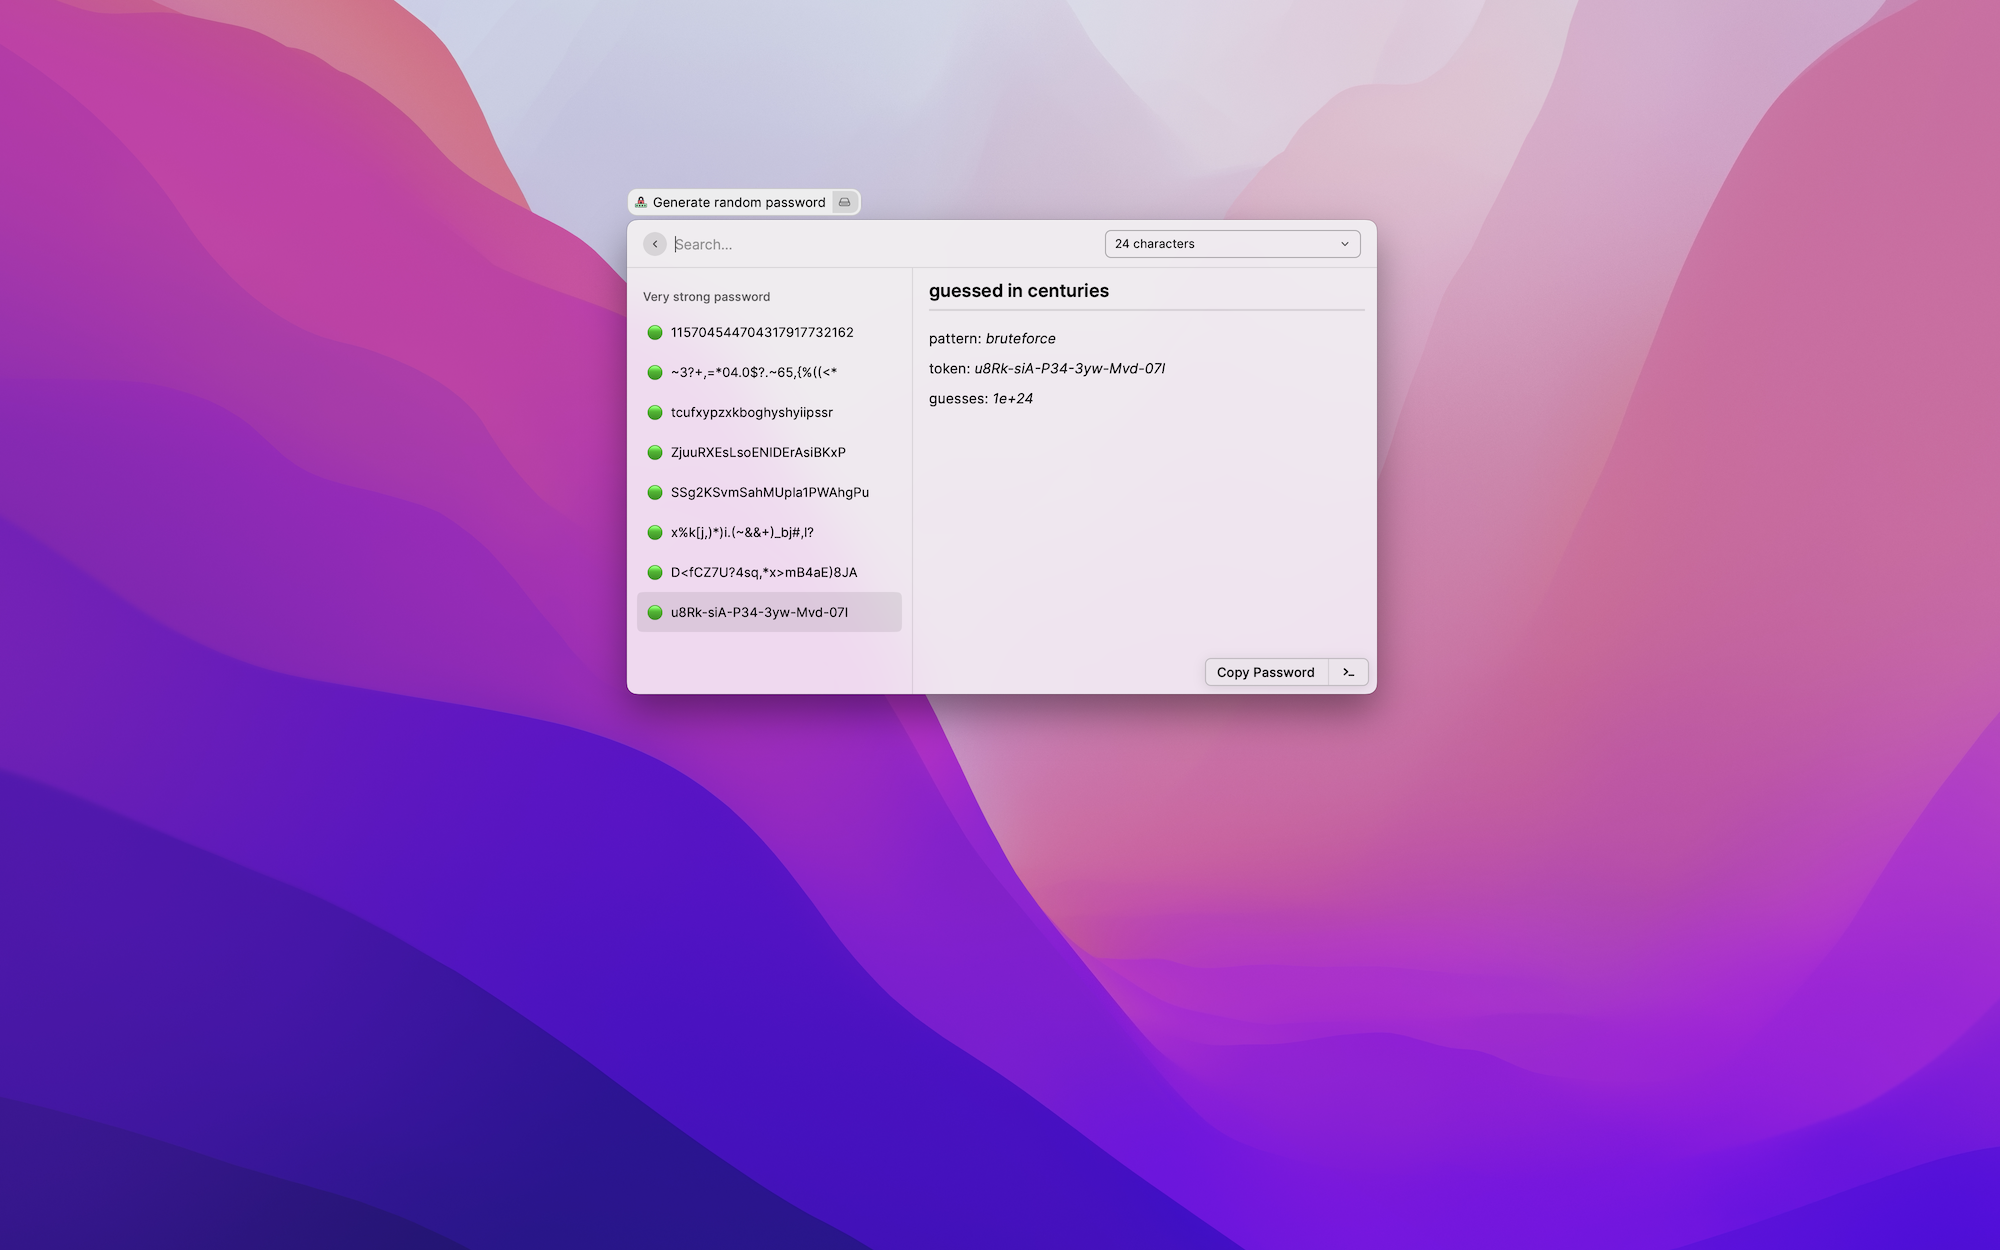 Generate random password
Search...
24 characters
Very strong password
115704544704317917732162
~3?+,=*04.0$?.~65,{%((<*
tcufxypzxkboghyshyiipssr
ZjuuRXEsLsoENIDErAsiBKxP
SSg2KSvmSahMUpla1PWAhgPu
x%k[j,)*)i.(~&&+)_bj#,l?
D<fCZ7U?4sq,*x>mB4aE)8JA
u8Rk-siA-P34-3yw-Mvd-07I
guessed in centuries
pattern: bruteforce
token: u8Rk-siA-P34-3yw-Mvd-07I
guesses: 1e+24
Copy Password